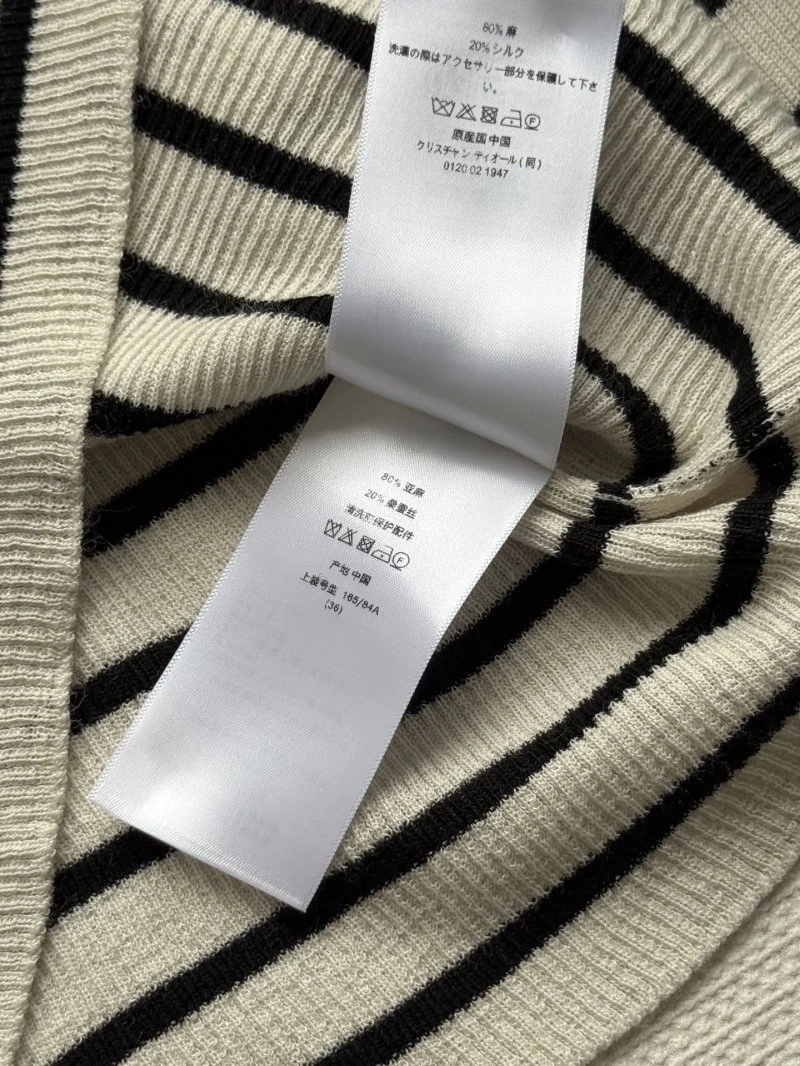 80% 麻
20% シルク
洗濯の際はアクセサリー部分を保護して下さ
い。
F
原産国中国
クリスチャン ディオール (同)
0120 02 1947
80% 亚麻
20% 桑蚕丝
清洗前保护配件
F
产地 中国
上装号型 165/84A
(36)